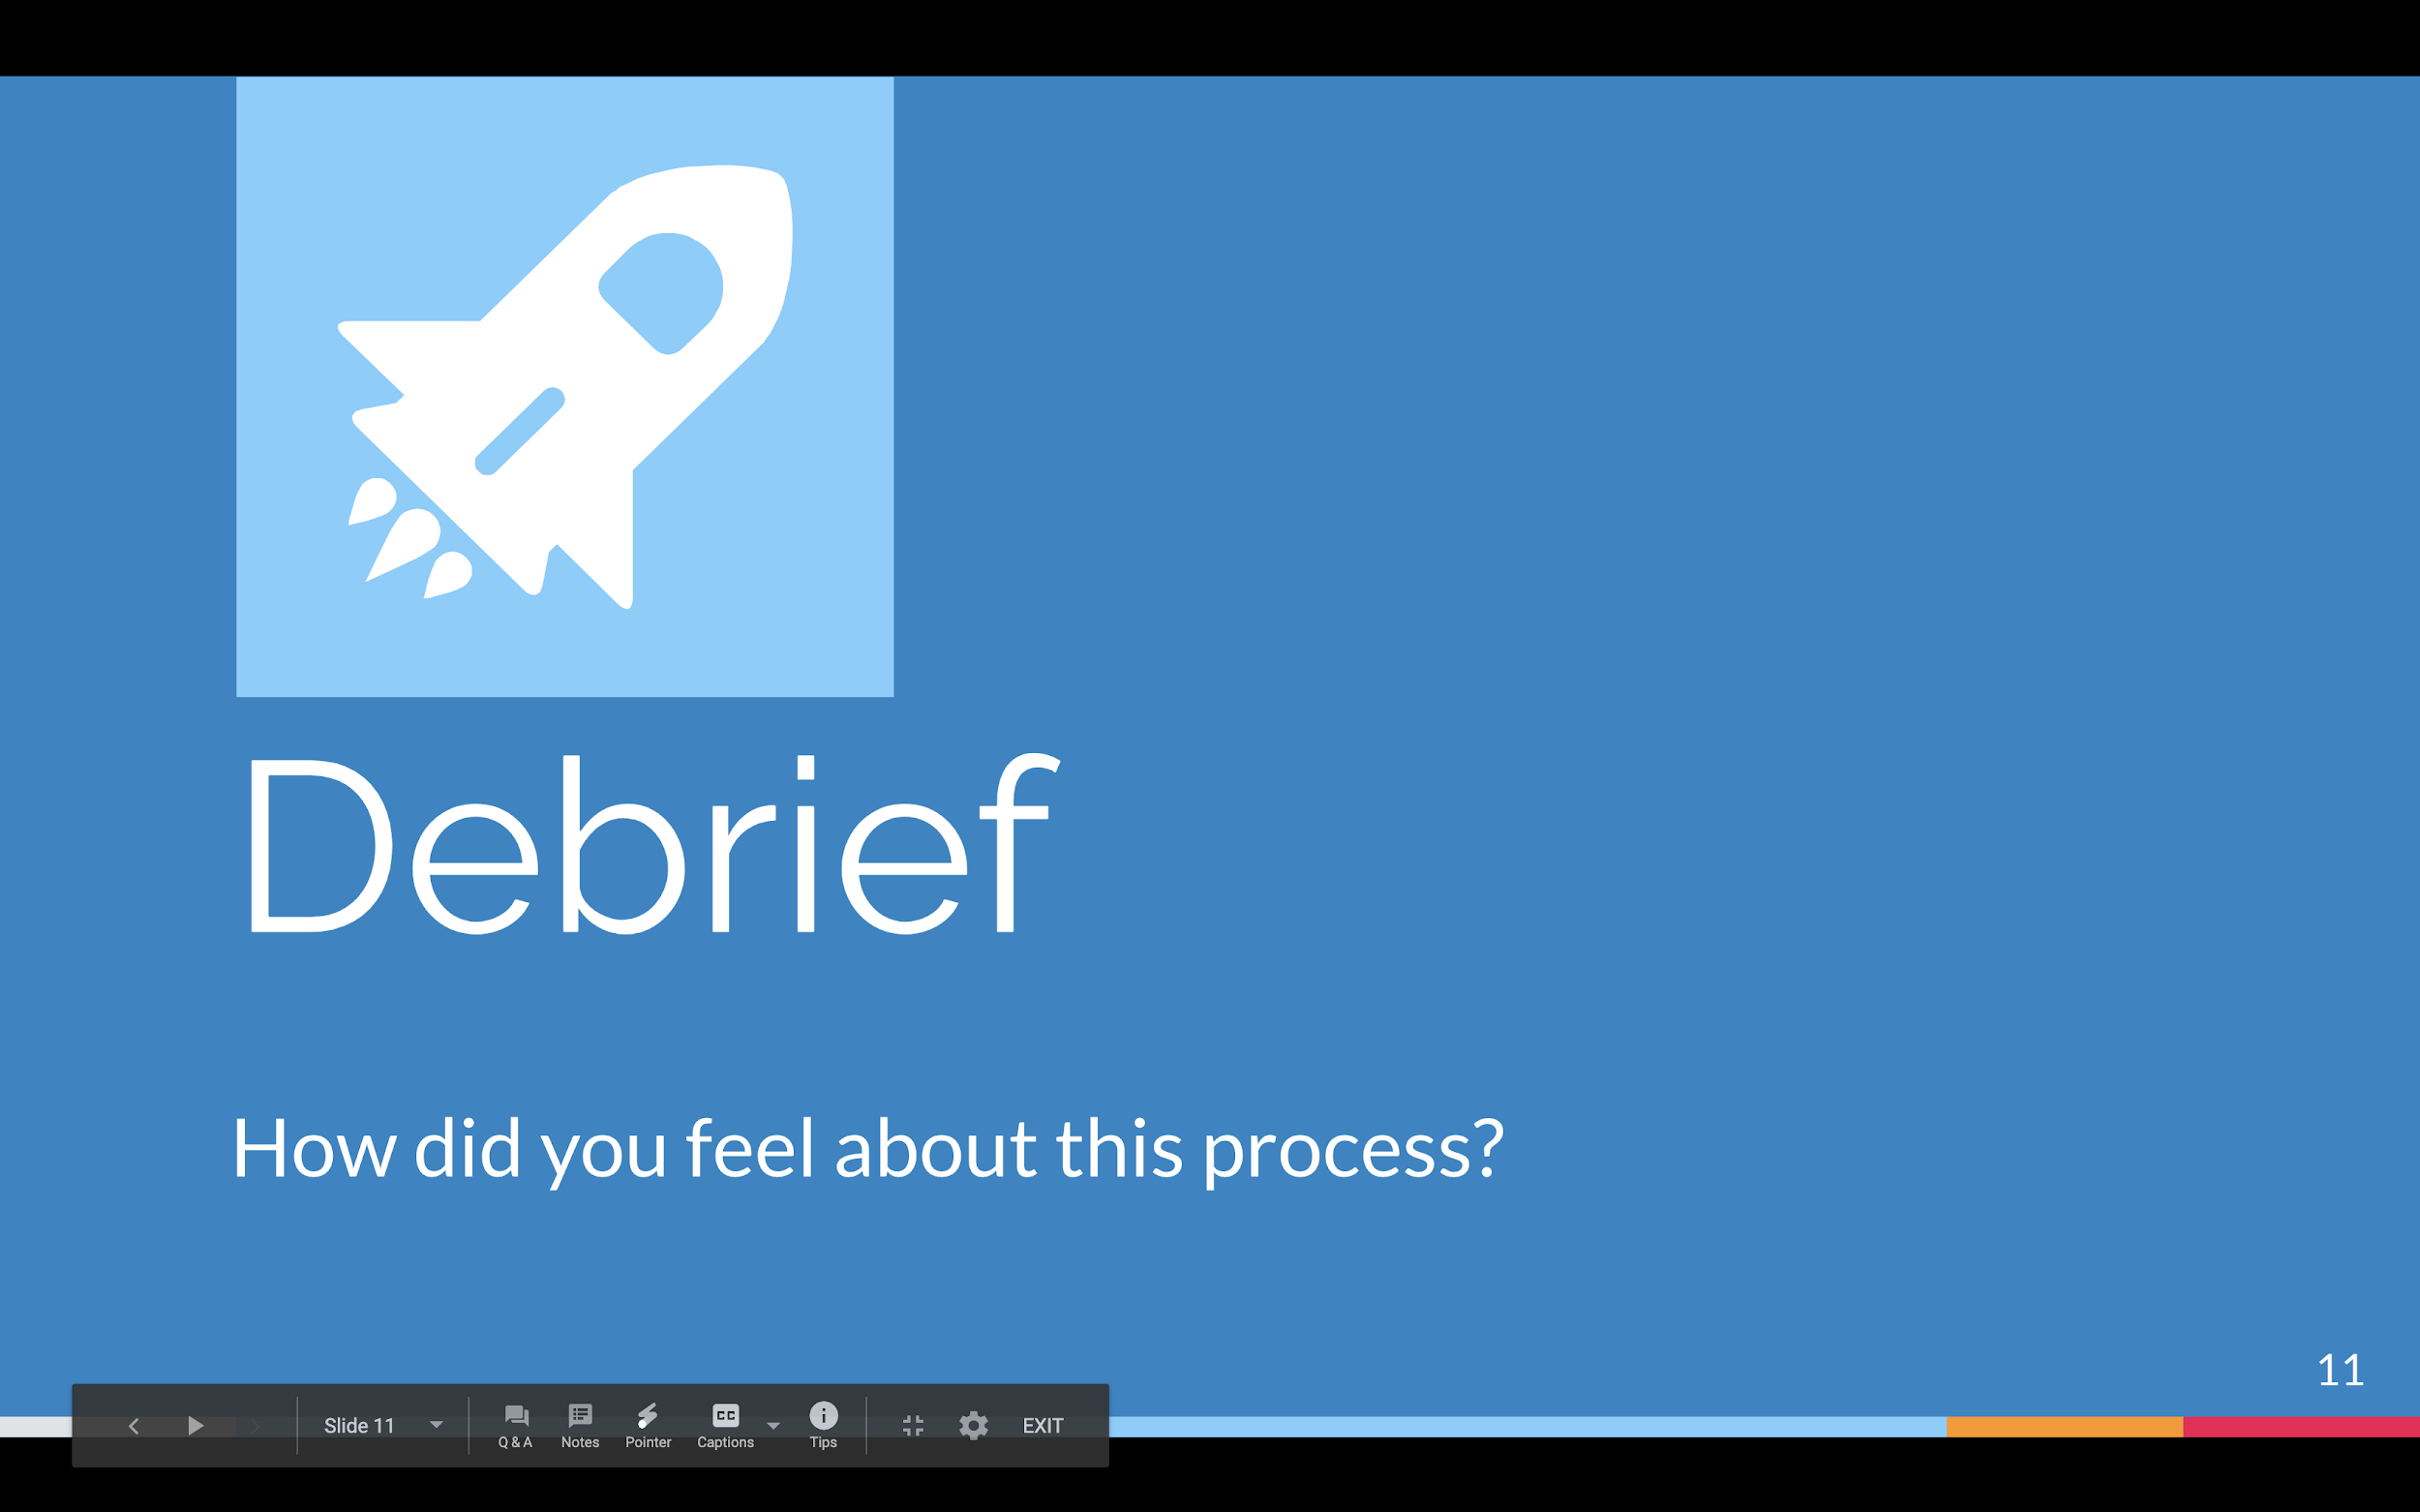 Debrief
How did you feel about this process?
11
Slide 11
Q & A Notes Pointer Captions Tips EXIT